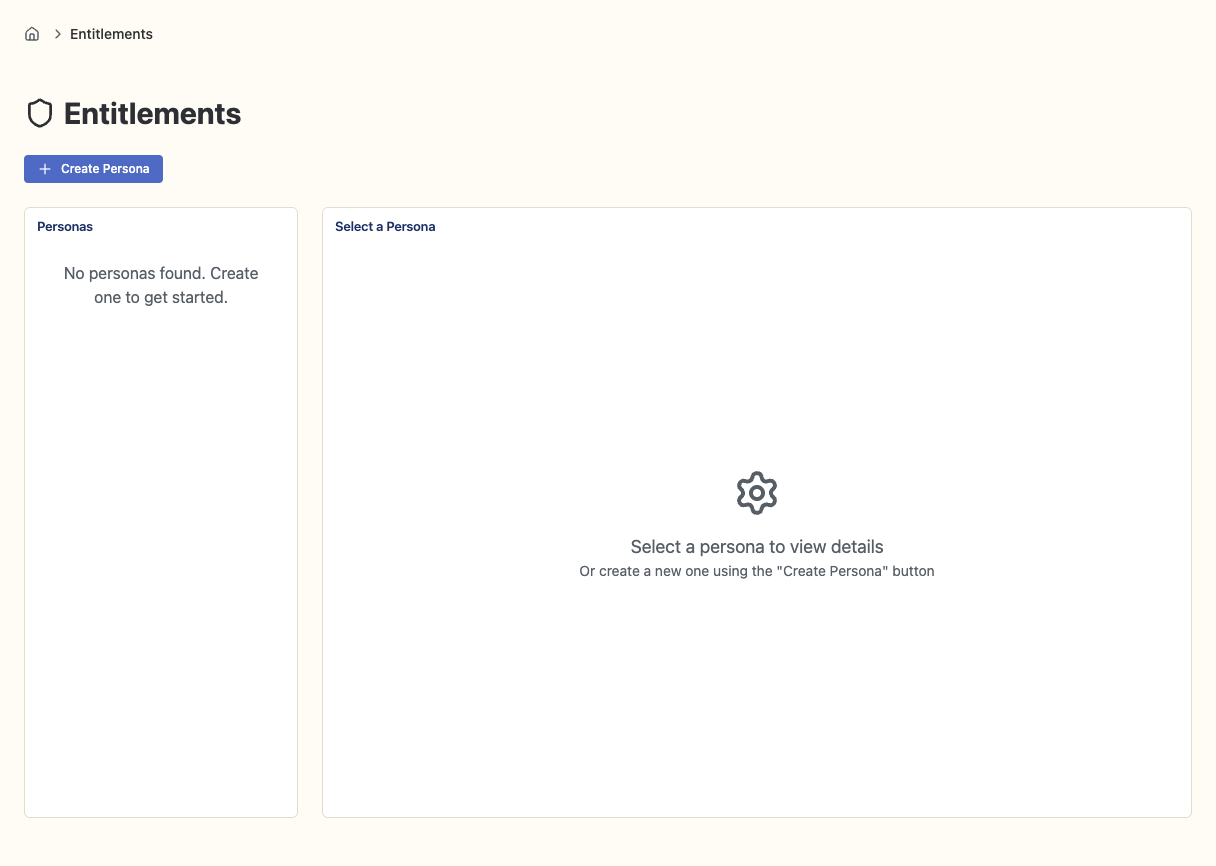 Entitlements
Entitlements
Create Persona
Personas
No personas found. Create
one to get started.
Select a Persona
Select a persona to view details
Or create a new one using the "Create Persona" button